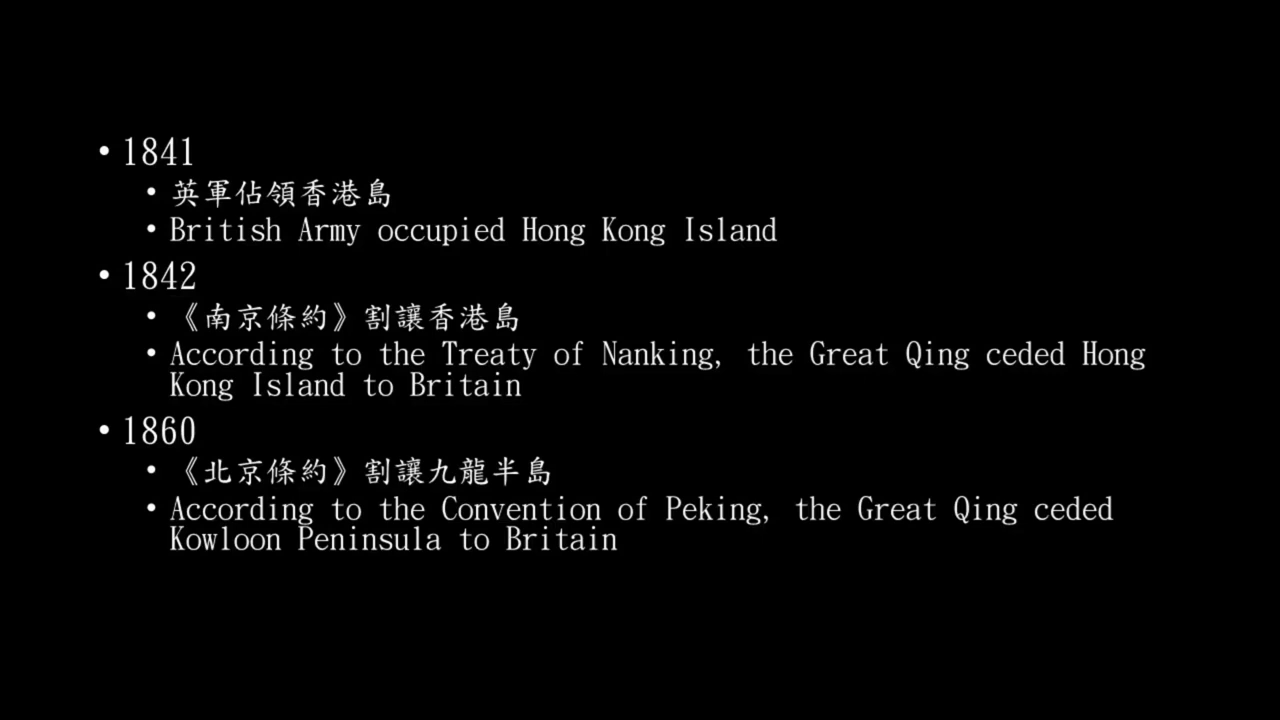 • 1841
• 英軍佔領香港島
• British Army occupied Hong Kong Island
• 1842
• 《南京條約》割讓香港島
• According to the Treaty of Nanking, the Great Qing ceded Hong
Kong Island to Britain
• 1860
• 《北京條約》割讓九龍半島
• According to the Convention of Peking, the Great Qing ceded
Kowloon Peninsula to Britain